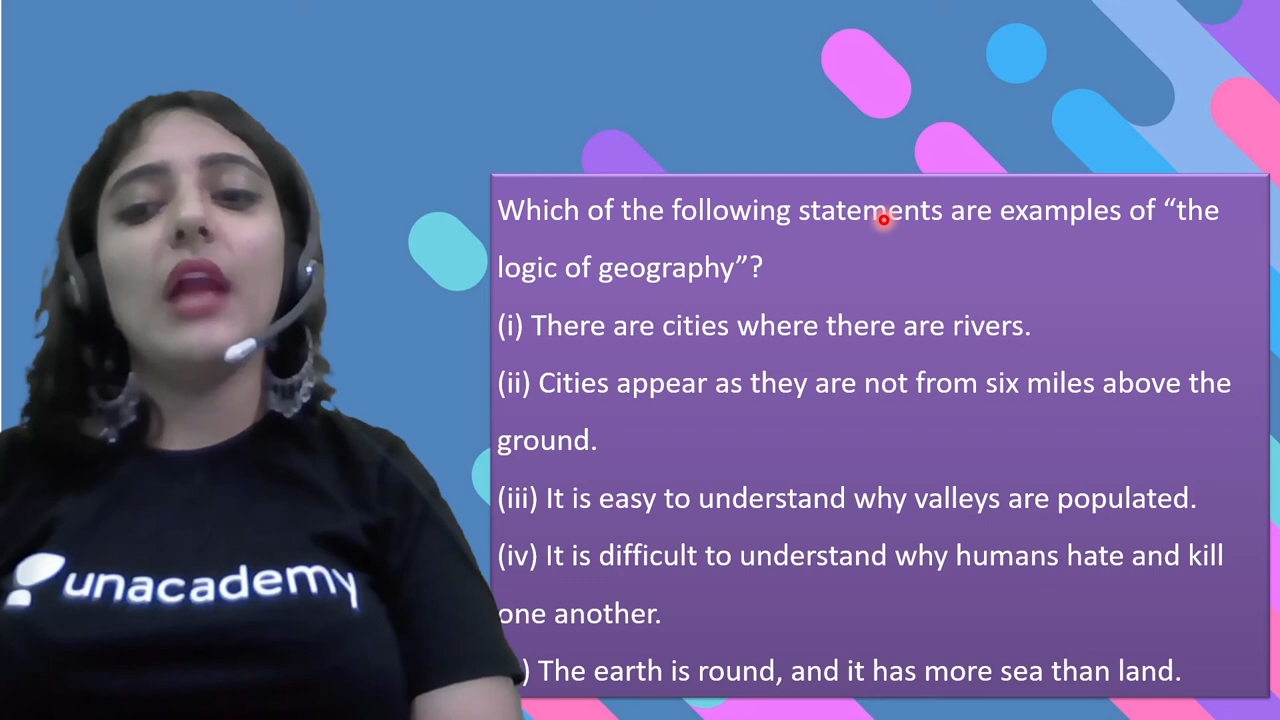 Which of the following statements are examples of “the
logic of geography”?
(i) There are cities where there are rivers.
(ii) Cities appear as they are not from six miles above the
ground.
(iii) It is easy to understand why valleys are populated.
(iv) It is difficult to understand why humans hate and kill
one another.
) The earth is round, and it has more sea than land.
unacademy